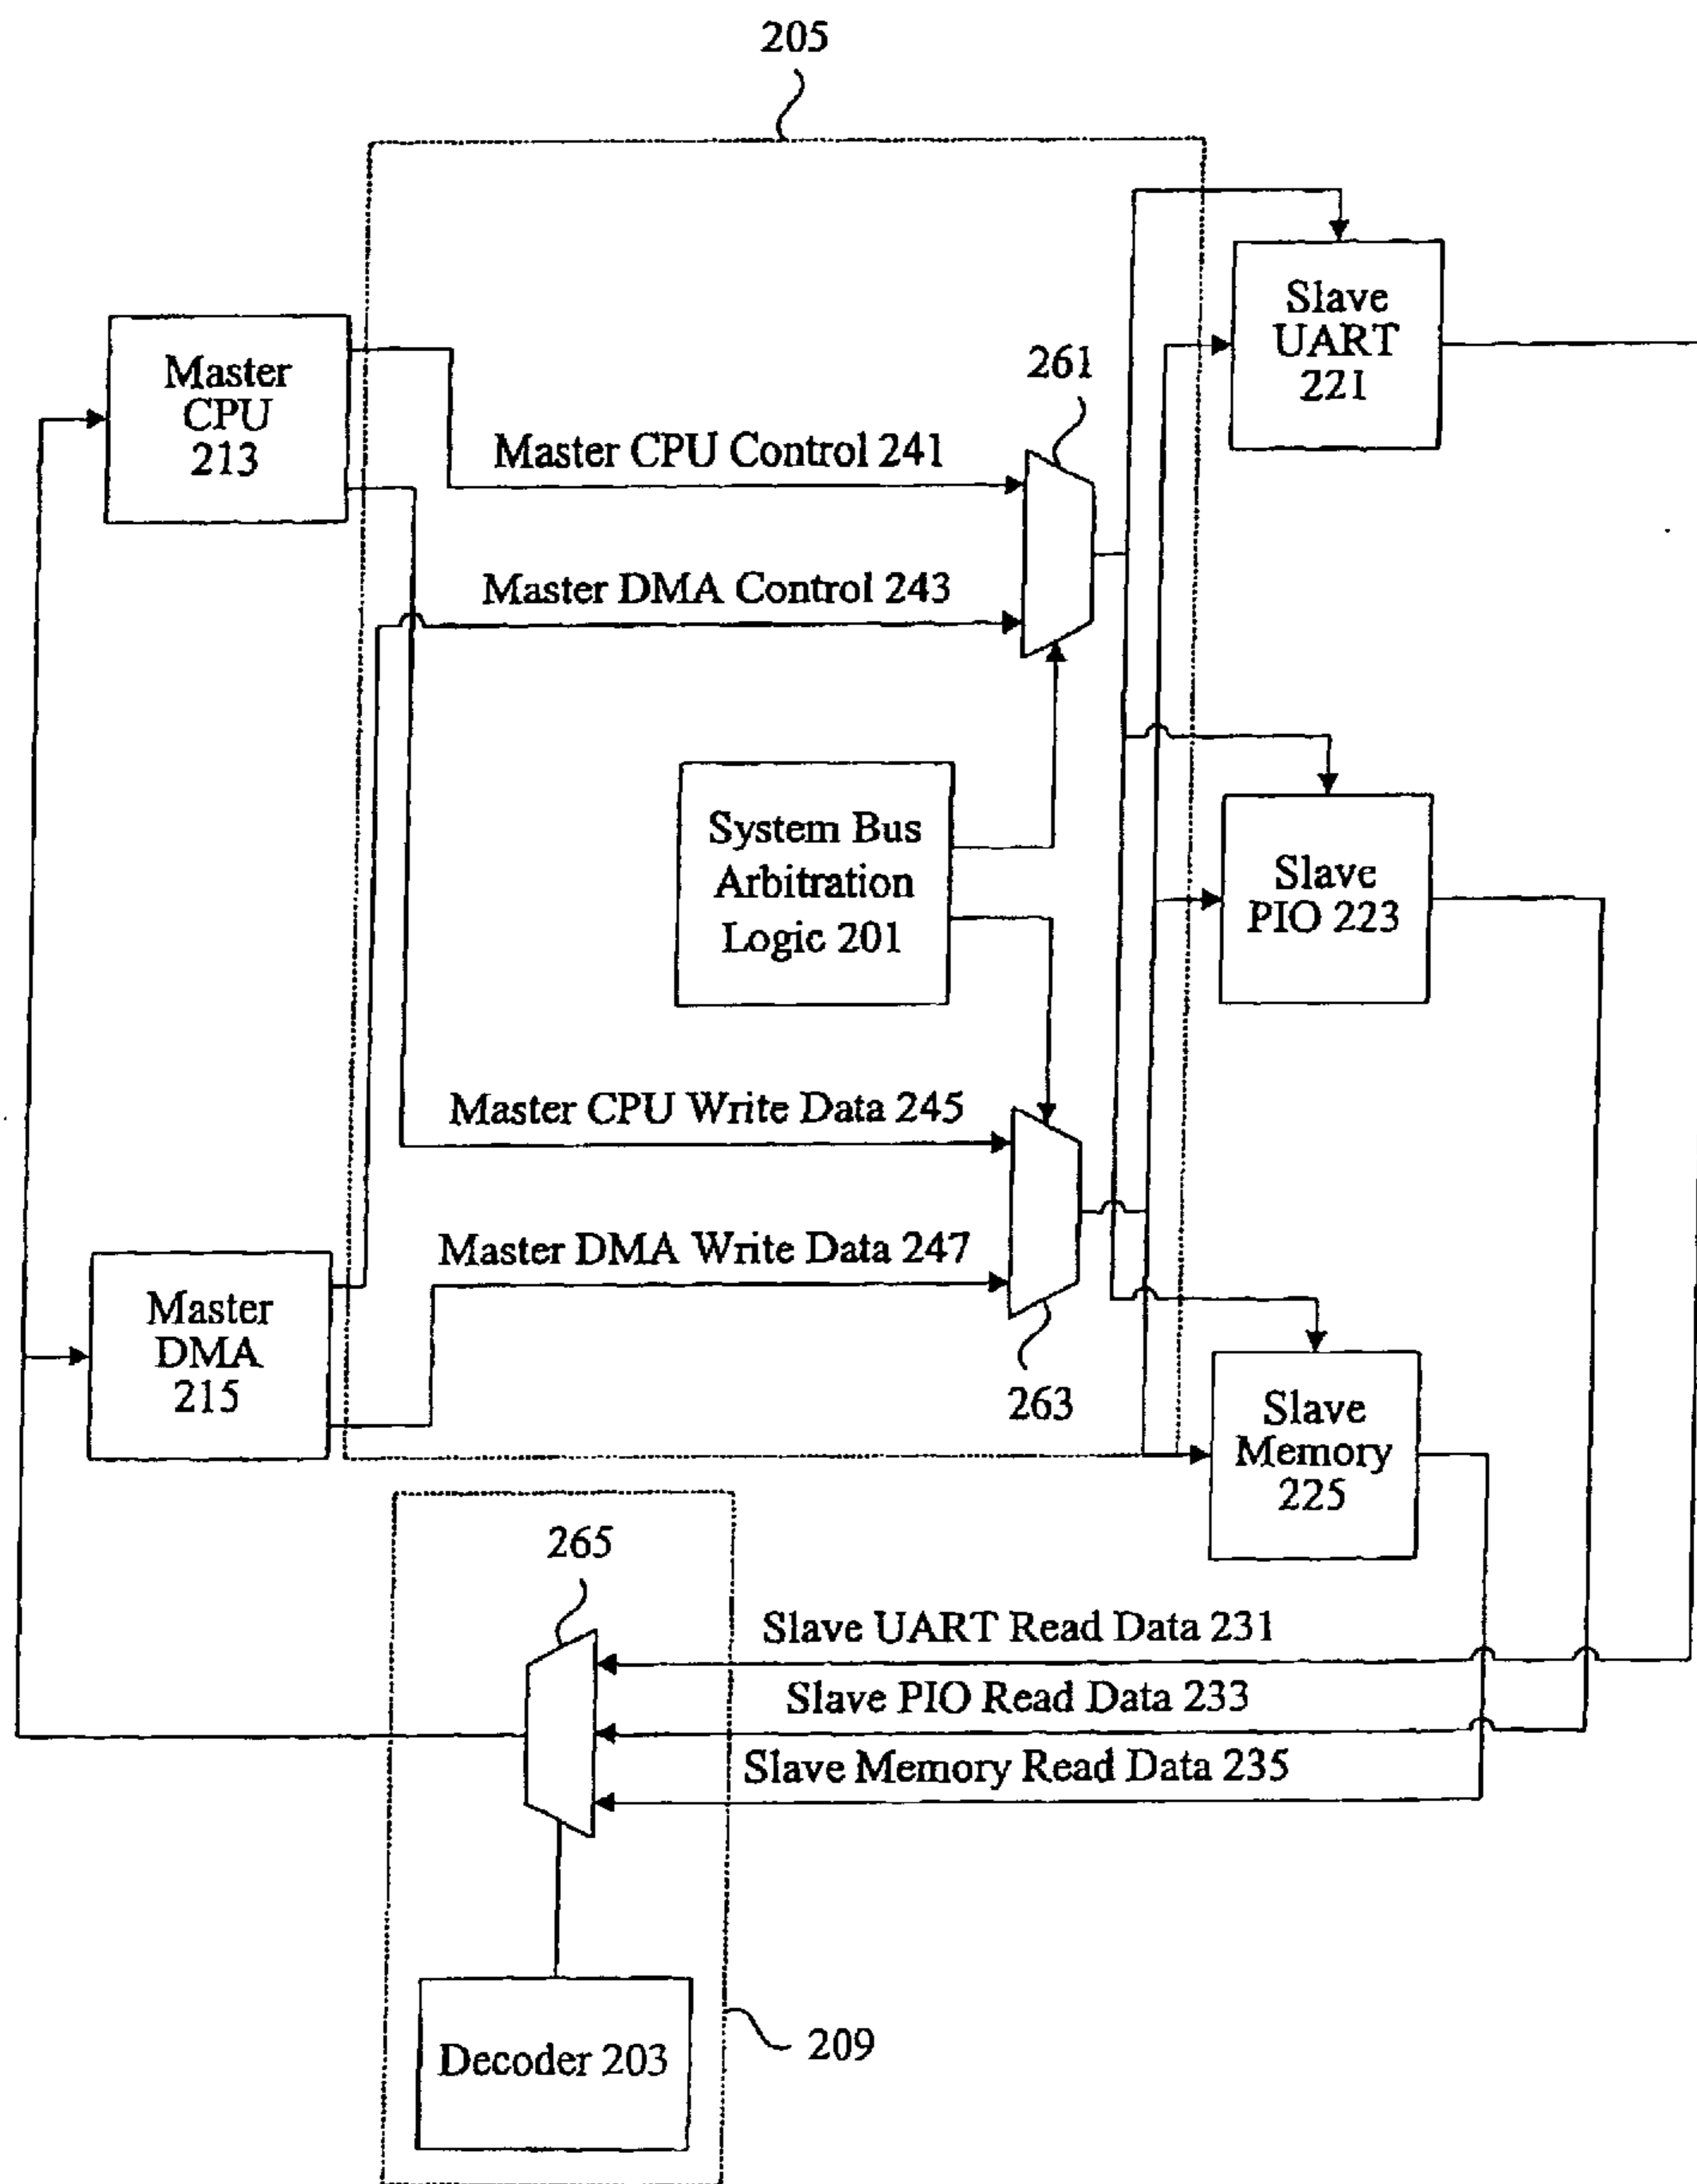 205
Slave
UART
221
Master
CPU
213
261
Master CPU Control 241
Master DMA Control 243
System Bus
Arbitration
Logic 201
Slave
PIO 223
Master CPU Write Data 245
Master DMA Write Data 247
Master
DMA
215
263
Slave
Memory
225
265
Slave UART Read Data 231
Slave PIO Read Data 233
Slave Memory Read Data 235
Decoder 203
209